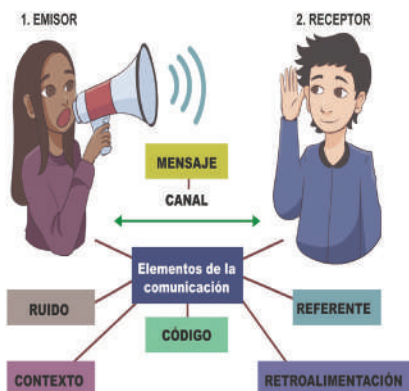 1. EMISOR
2. RECEPTOR
MENSAJE
CANAL
Elementos de la
comunicación
RUIDO
REFERENTE
CÓDIGO
CONTEXTO
RETROALIMENTACIÓN